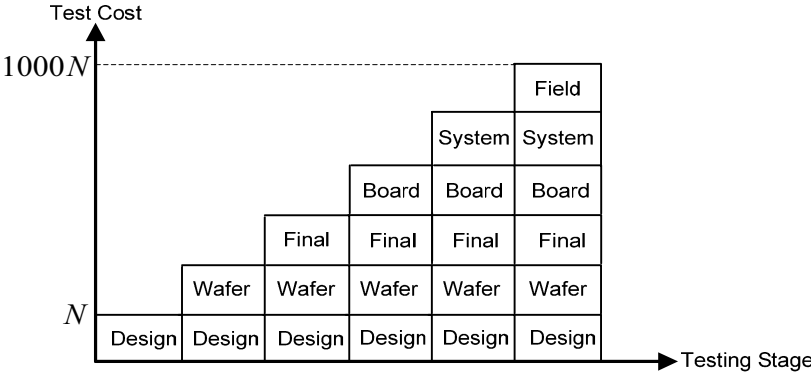 Test Cost
1000N
Field
System System
Board Board Board
Final Final Final Final
Wafer Wafer Wafer Wafer Wafer
N
Design Design Design Design Design Design
Testing Stage